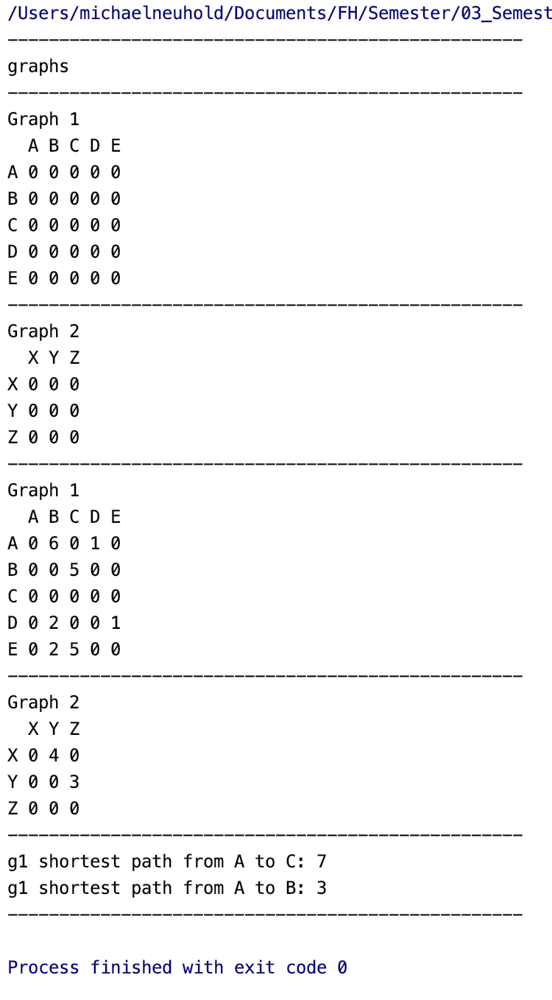 /Users/michaelneuhold/Documents/FH/Semester/03_Semest
--------------------------------------------------
graphs
--------------------------------------------------
Graph 1
  A B C D E
A 0 0 0 0 0
B 0 0 0 0 0
C 0 0 0 0 0
D 0 0 0 0 0
E 0 0 0 0 0
--------------------------------------------------
Graph 2
  X Y Z
X 0 0 0
Y 0 0 0
Z 0 0 0
--------------------------------------------------
Graph 1
  A B C D E
A 0 6 0 1 0
B 0 0 5 0 0
C 0 0 0 0 0
D 0 2 0 0 1
E 0 2 5 0 0
--------------------------------------------------
Graph 2
  X Y Z
X 0 4 0
Y 0 0 3
Z 0 0 0
--------------------------------------------------
g1 shortest path from A to C: 7
g1 shortest path from A to B: 3
--------------------------------------------------
Process finished with exit code 0